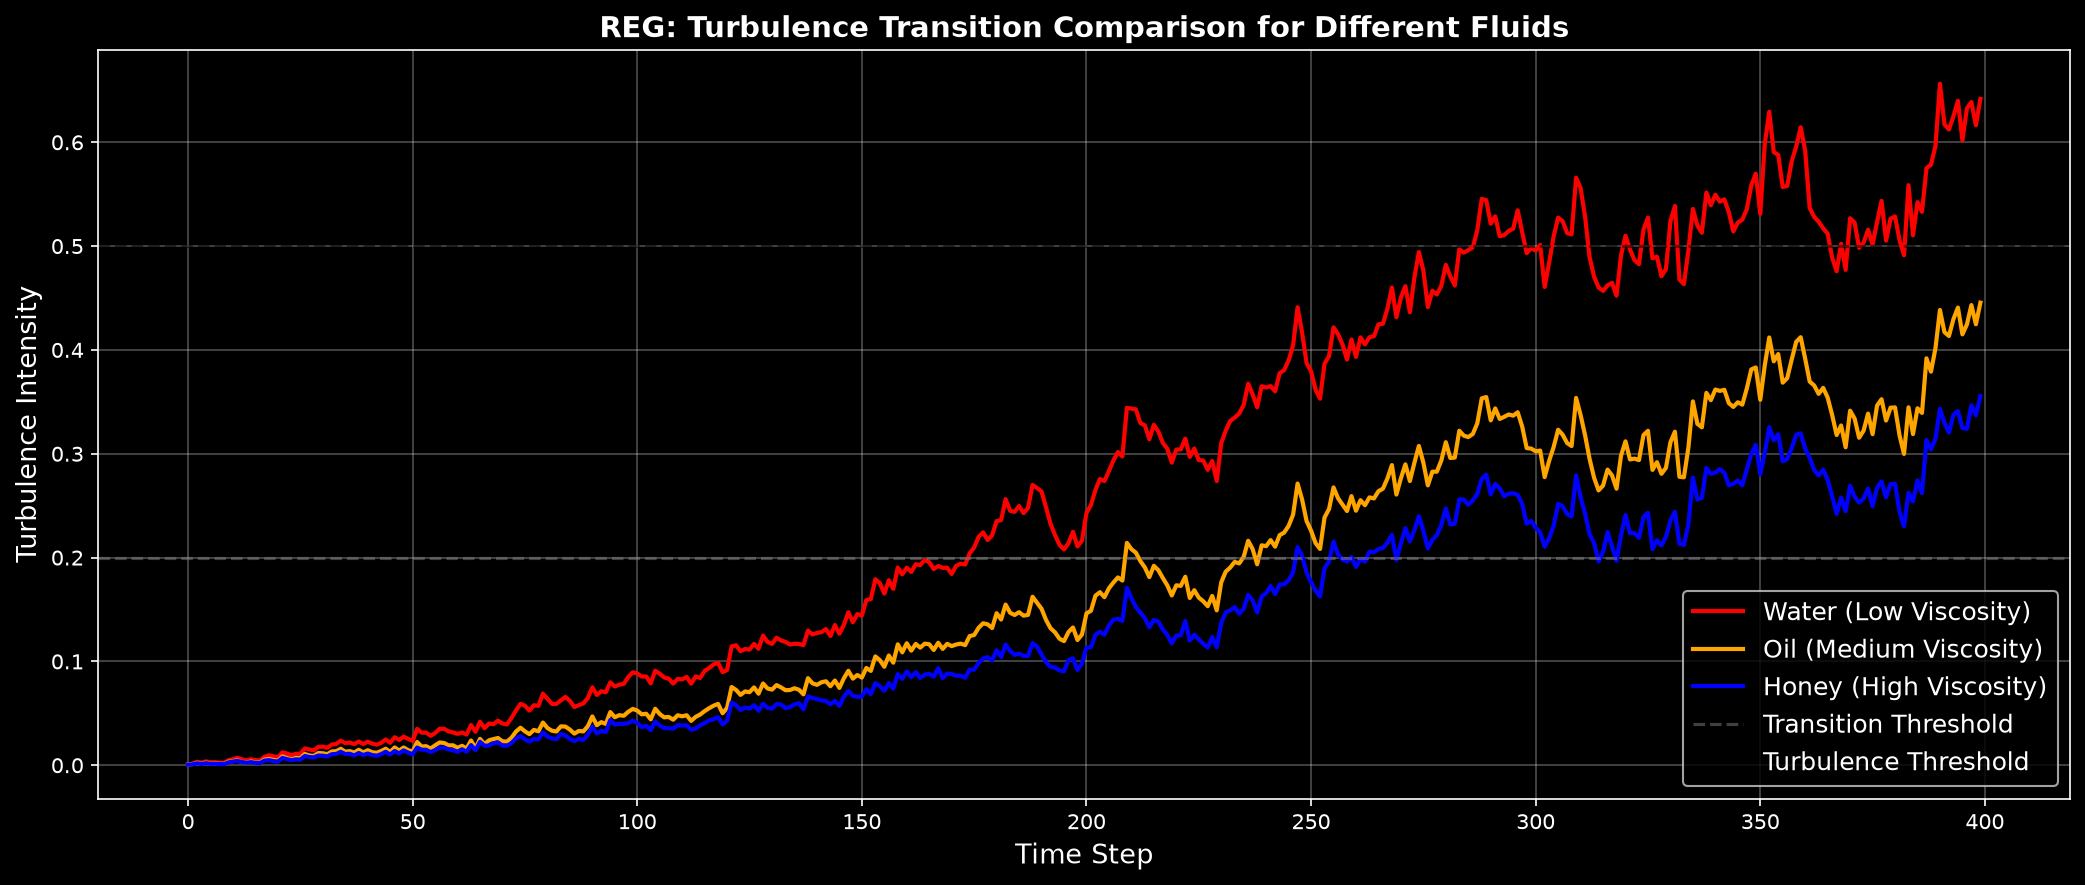 REG: Turbulence Transition Comparison for Different Fluids
Turbulence Intensity
0.6
0.5
0.4
0.3
0.2
0.1
0.0
Water (Low Viscosity)
Oil (Medium Viscosity)
Honey (High Viscosity)
Transition Threshold
Turbulence Threshold
0 50 100 150 200 250 300 350 400
Time Step